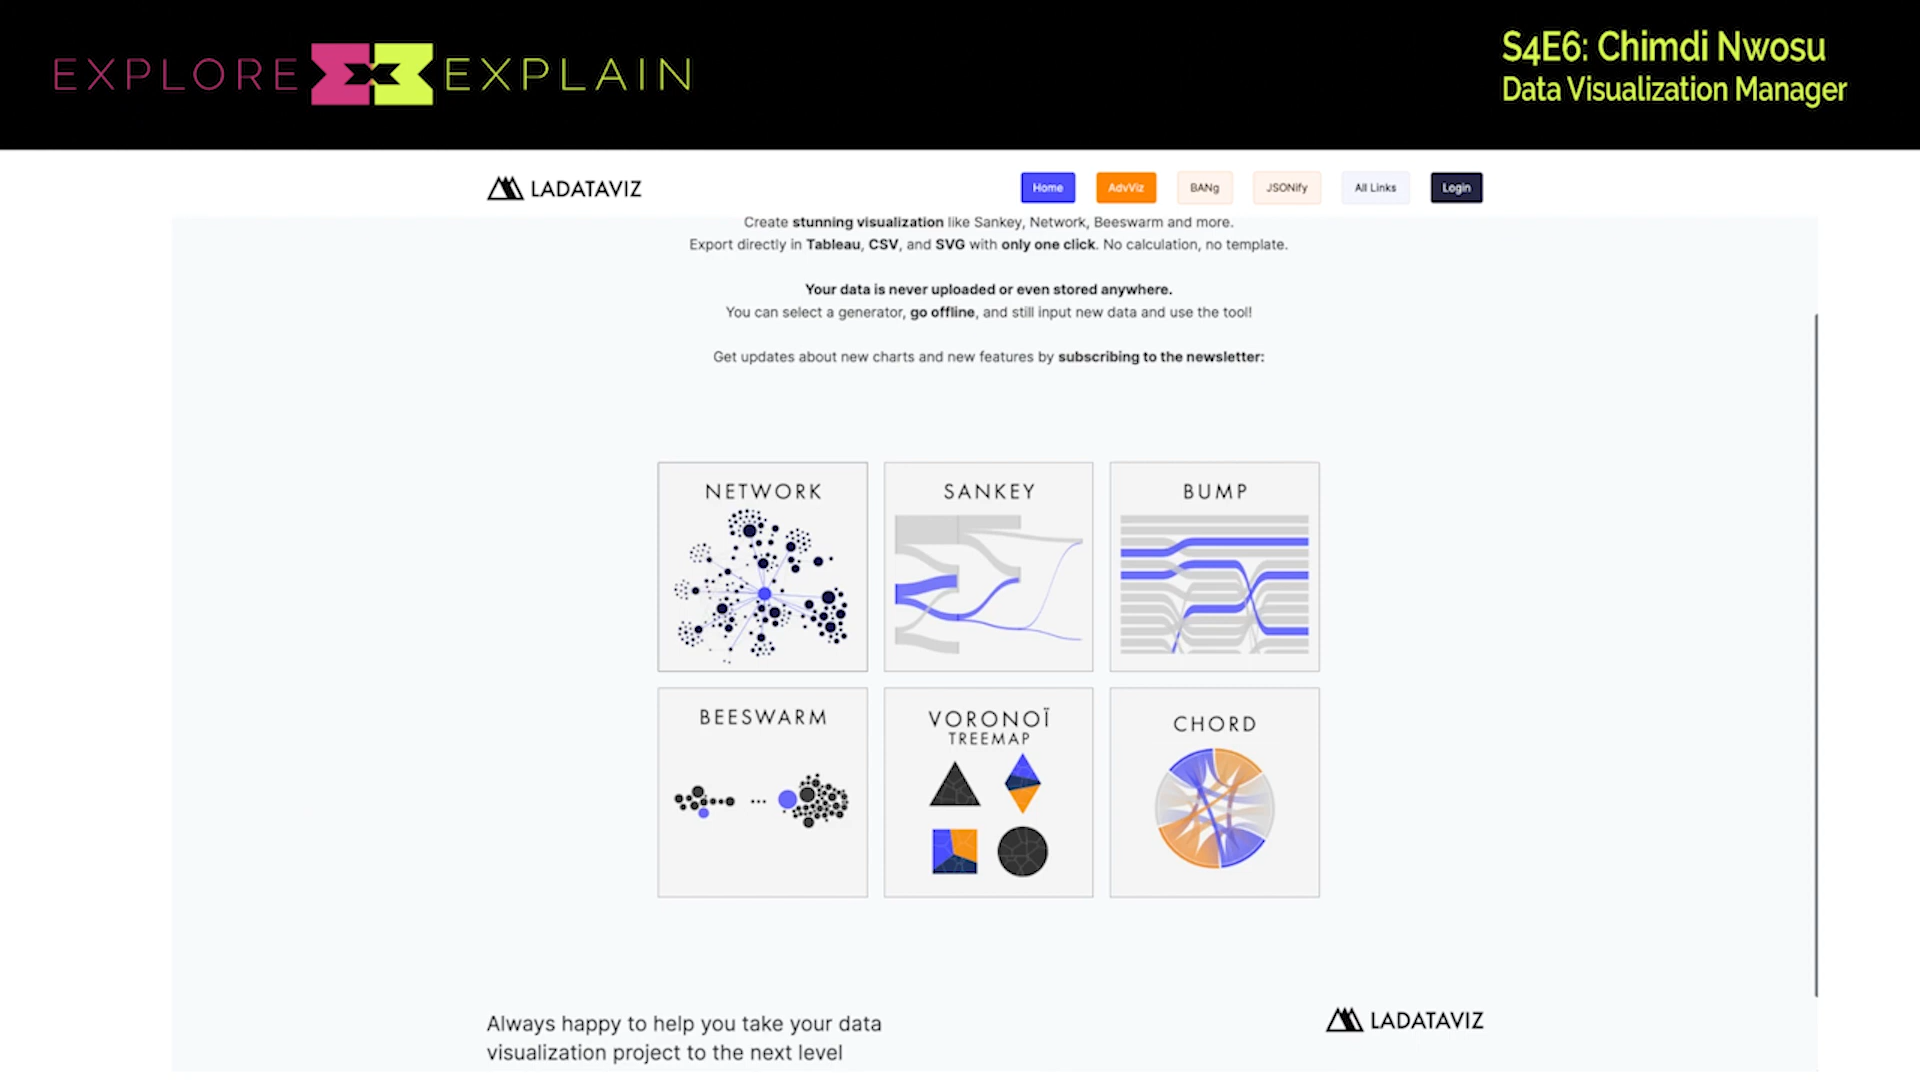 EXPLORE EXPLAIN
S4E6: Chimdi Nwosu
Data Visualization Manager
LADATAVIZ
Home
AdvViz
BANg
JSONify
All Links
Login
Create stunning visualization like Sankey, Network, Beeswarm and more.
Export directly in Tableau, CSV, and SVG with only one click. No calculation, no template.
Your data is never uploaded or even stored anywhere.
You can select a generator, go offline, and still input new data and use the tool!
Get updates about new charts and new features by subscribing to the newsletter:
NETWORK
SANKEY
BUMP
BEESWARM
VORONOÏ
TREEMAP
CHORD
Always happy to help you take your data
visualization project to the next level
LADATAVIZ